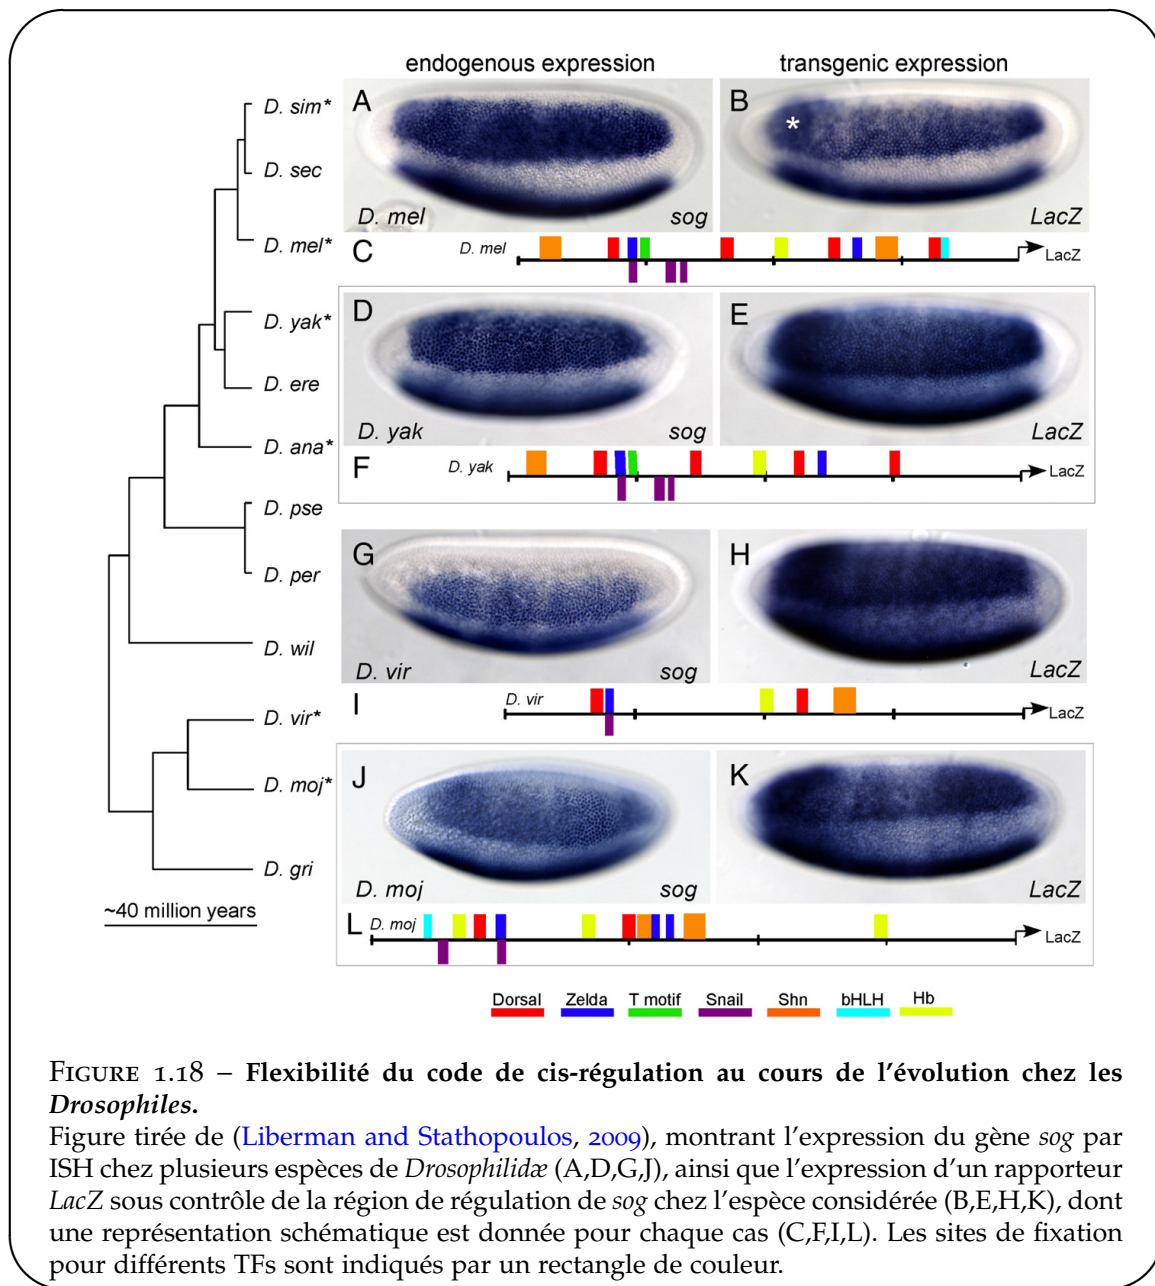 endogenous expression
transgenic expression
D. sim*
D. sec
D. mel*
D. yak*
D. ere
D. ana*
D. pse
D. per
D. wil
D. vir*
D. moj*
D. gri
~40 million years
A
D. mel
sog
B
*
LacZ
C
D. mel
LacZ
D
D. yak
sog
E
LacZ
F
D. yak
LacZ
G
D. vir
sog
H
LacZ
I
D. vir
LacZ
J
D. moj
sog
K
LacZ
L
D. moj
LacZ
Dorsal
Zelda
T motif
Snail
Shn
bHLH
Hb
FIGURE 1.18 – Flexibilité du code de cis-régulation au cours de l'évolution chez les
Drosophiles.
Figure tirée de (Liberman and Stathopoulos, 2009), montrant l'expression du gène sog par
ISH chez plusieurs espèces de Drosophilidæ (A,D,G,J), ainsi que l'expression d'un rapporteur
LacZ sous contrôle de la région de régulation de sog chez l'espèce considérée (B,E,H,K), dont
une représentation schématique est donnée pour chaque cas (C,F,I,L). Les sites de fixation
pour différents TFs sont indiqués par un rectangle de couleur.